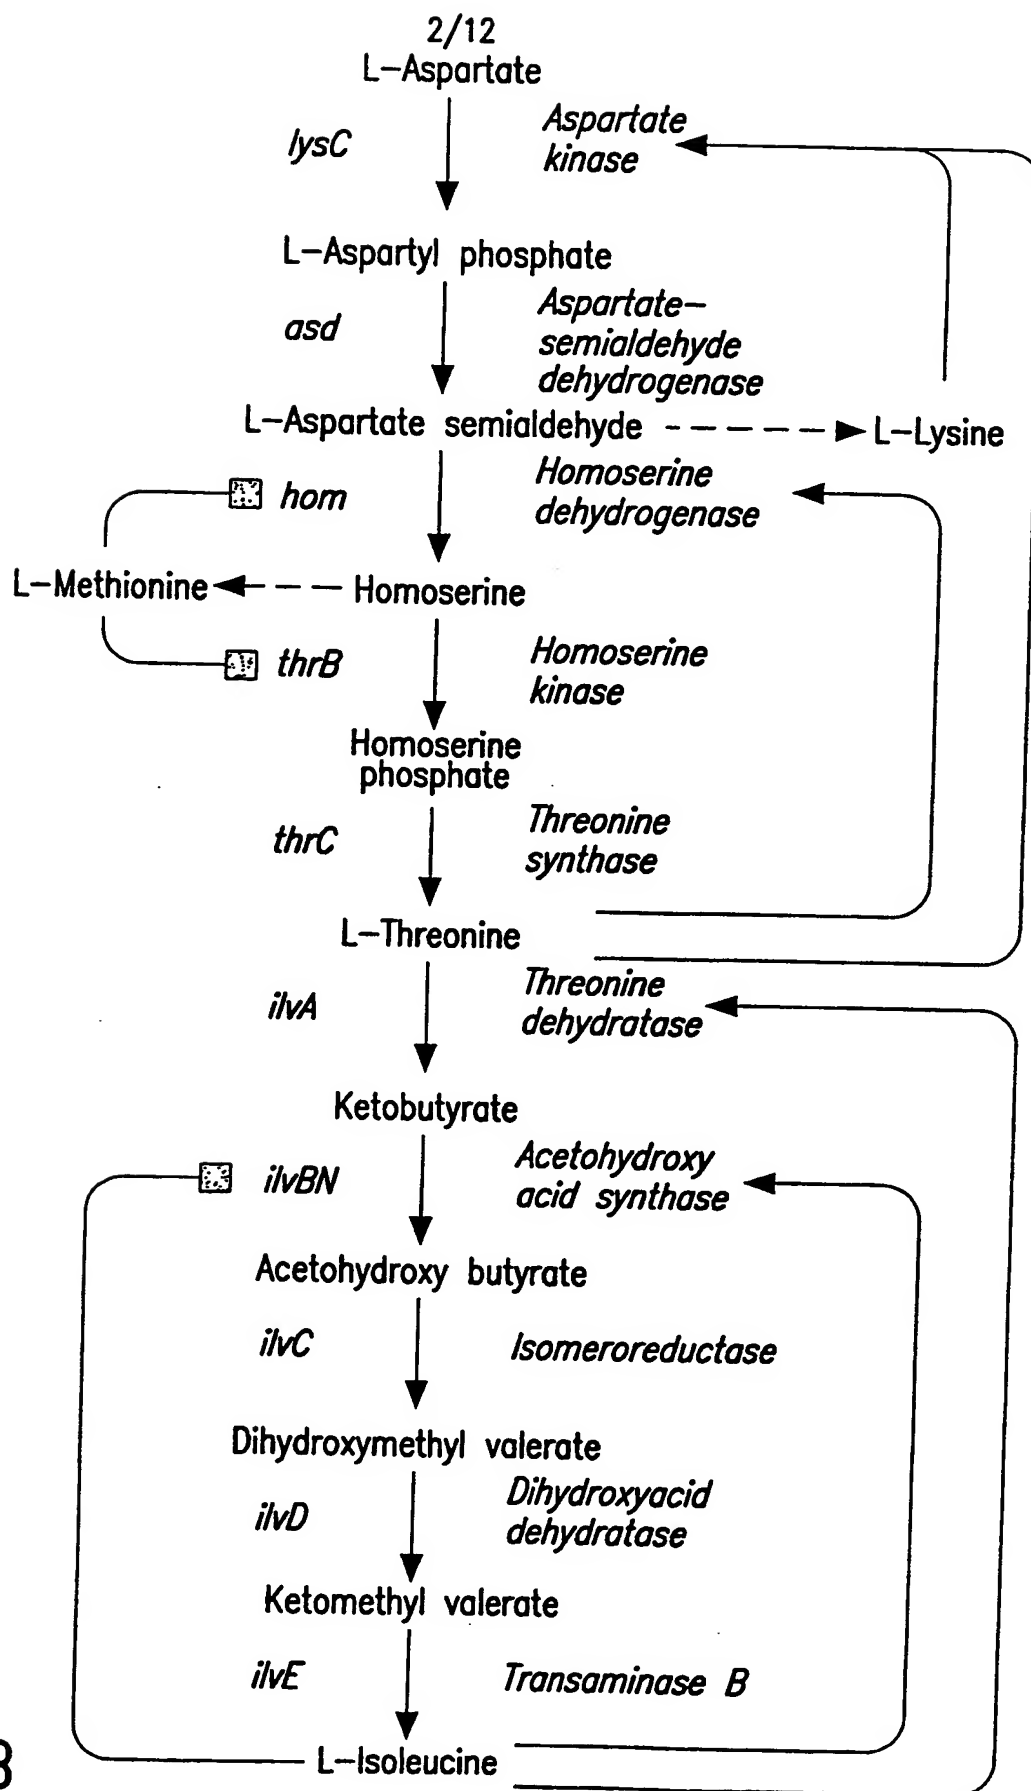 2/12
L-Aspartate
lysC
Aspartate
kinase
L-Aspartyl phosphate
asd
Aspartate-
semialdehyde
dehydrogenase
L-Aspartate semialdehyde
L-Lysine
hom
Homoserine
dehydrogenase
L-Methionine
Homoserine
thrB
Homoserine
kinase
Homoserine
phosphate
thrC
Threonine
synthase
L-Threonine
ilvA
Threonine
dehydratase
Ketobutyrate
ilvBN
Acetohydroxy
acid synthase
Acetohydroxy butyrate
ilvC
Isomeroreductase
Dihydroxymethyl valerate
ilvD
Dihydroxyacid
dehydratase
Ketomethyl valerate
ilvE
Transaminase B
L-Isoleucine